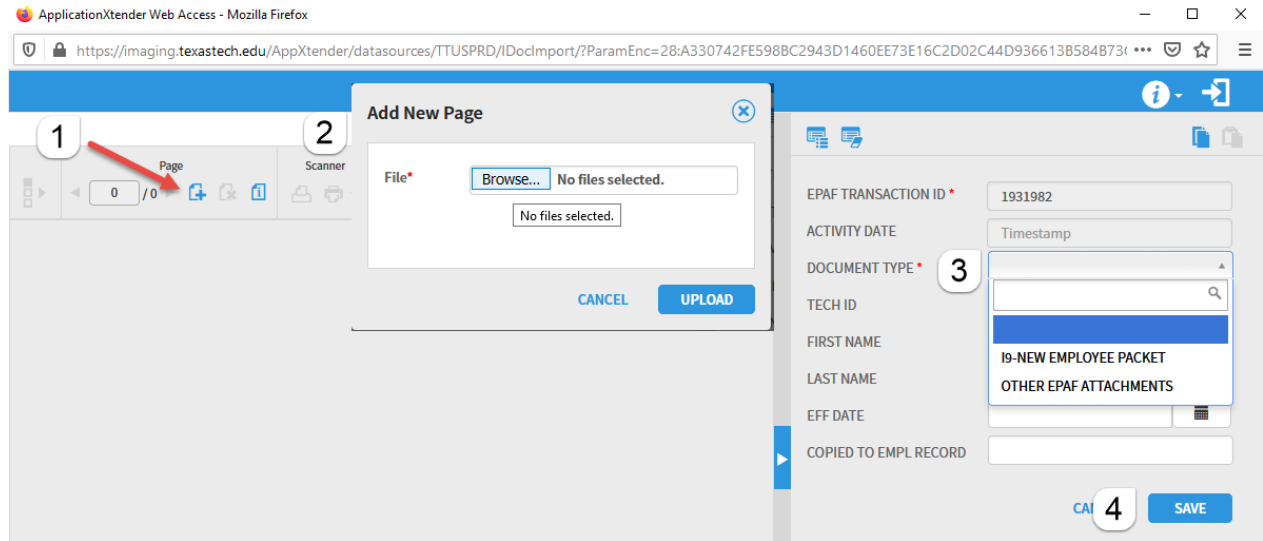 ApplicationXtender Web Access - Mozilla Firefox
https://imaging.texastech.edu/AppXtender/datasources/TTUSPRD/IDocImport/?ParamEnc=28:A330742FE598BC2943D1460EE73E16C2D02C44D936613B584B73
1
Page
0 / 0
2
Scanner
Add New Page
File*
Browse... No files selected.
No files selected.
CANCEL UPLOAD
EPAF TRANSACTION ID * 1931982
ACTIVITY DATE Timestamp
DOCUMENT TYPE * 3
TECH ID
I9-NEW EMPLOYEE PACKET
OTHER EPAF ATTACHMENTS
FIRST NAME
LAST NAME
EFF DATE
COPIED TO EMPL RECORD
4 SAVE